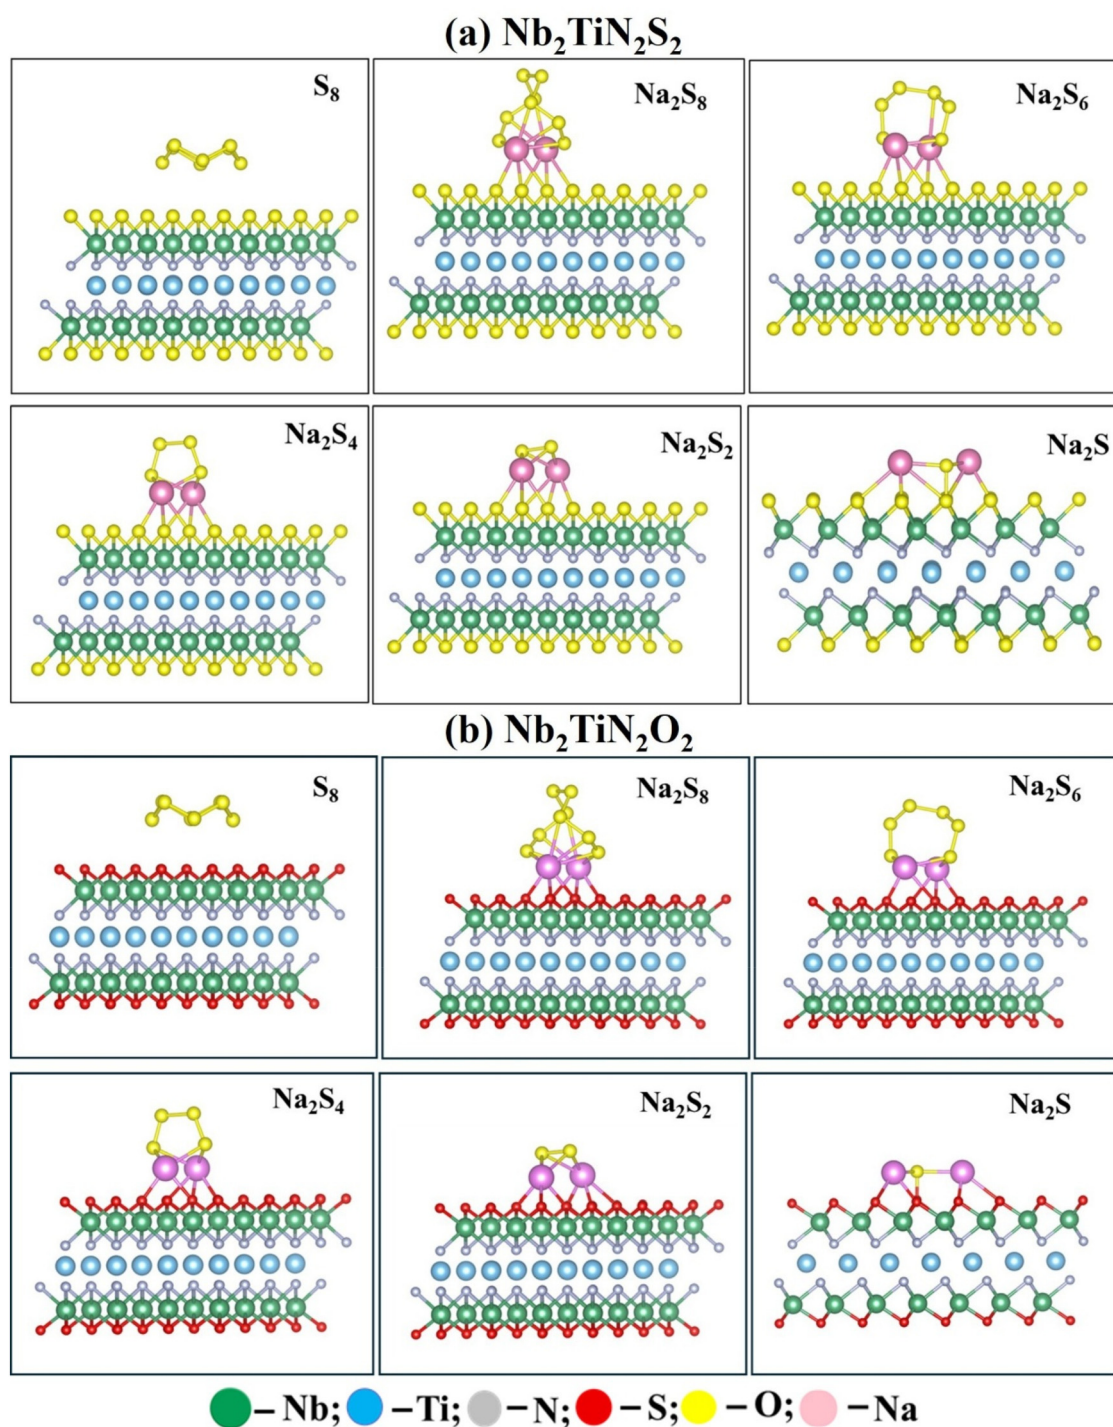 (a) Nb₂TiN₂S₂
S₈
Na₂S₈
Na₂S₆
Na₂S₄
Na₂S₂
Na₂S
(b) Nb₂TiN₂O₂
S₈
Na₂S₈
Na₂S₆
Na₂S₄
Na₂S₂
Na₂S
–Nb; –Ti; –N; –S; –O; –Na